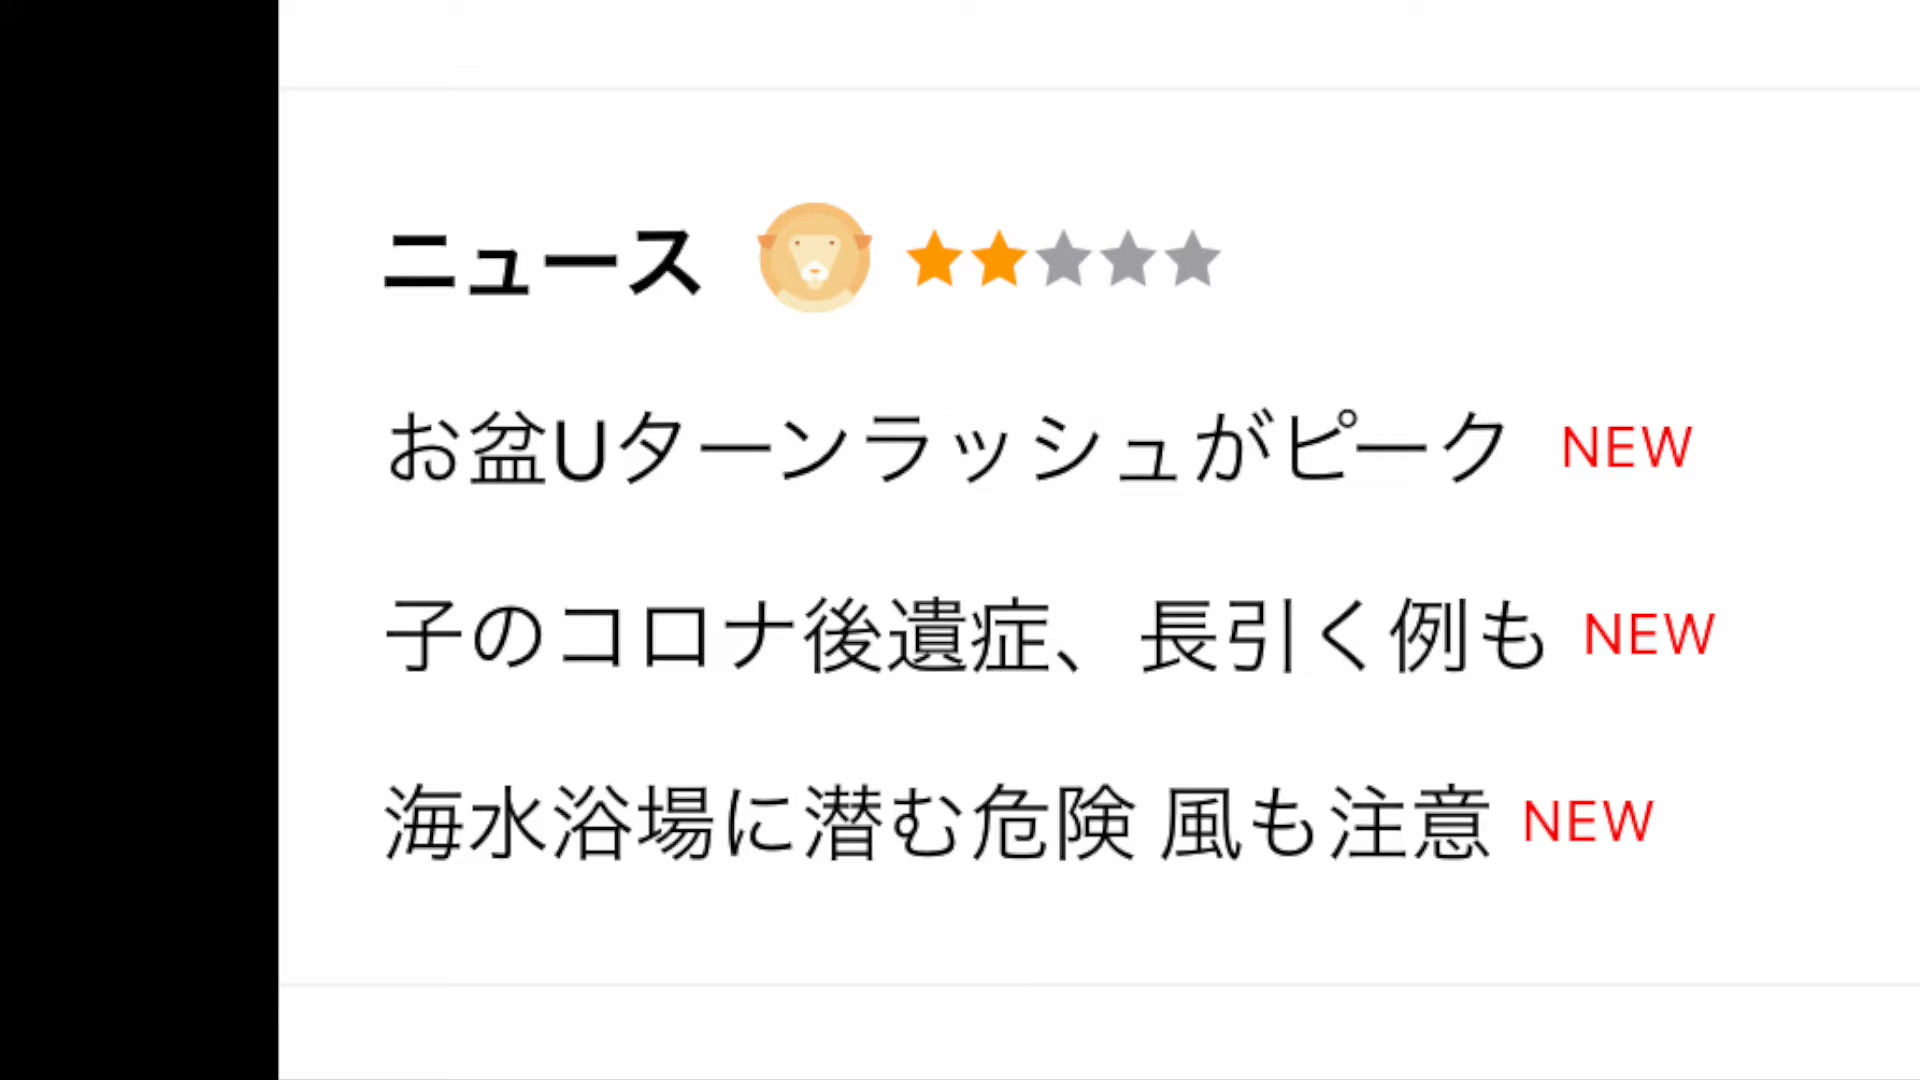 ニュース
お盆Uターンラッシュがピーク NEW
子のコロナ後遺症、長引く例も NEW
海水浴場に潜む危険 風も注意 NEW